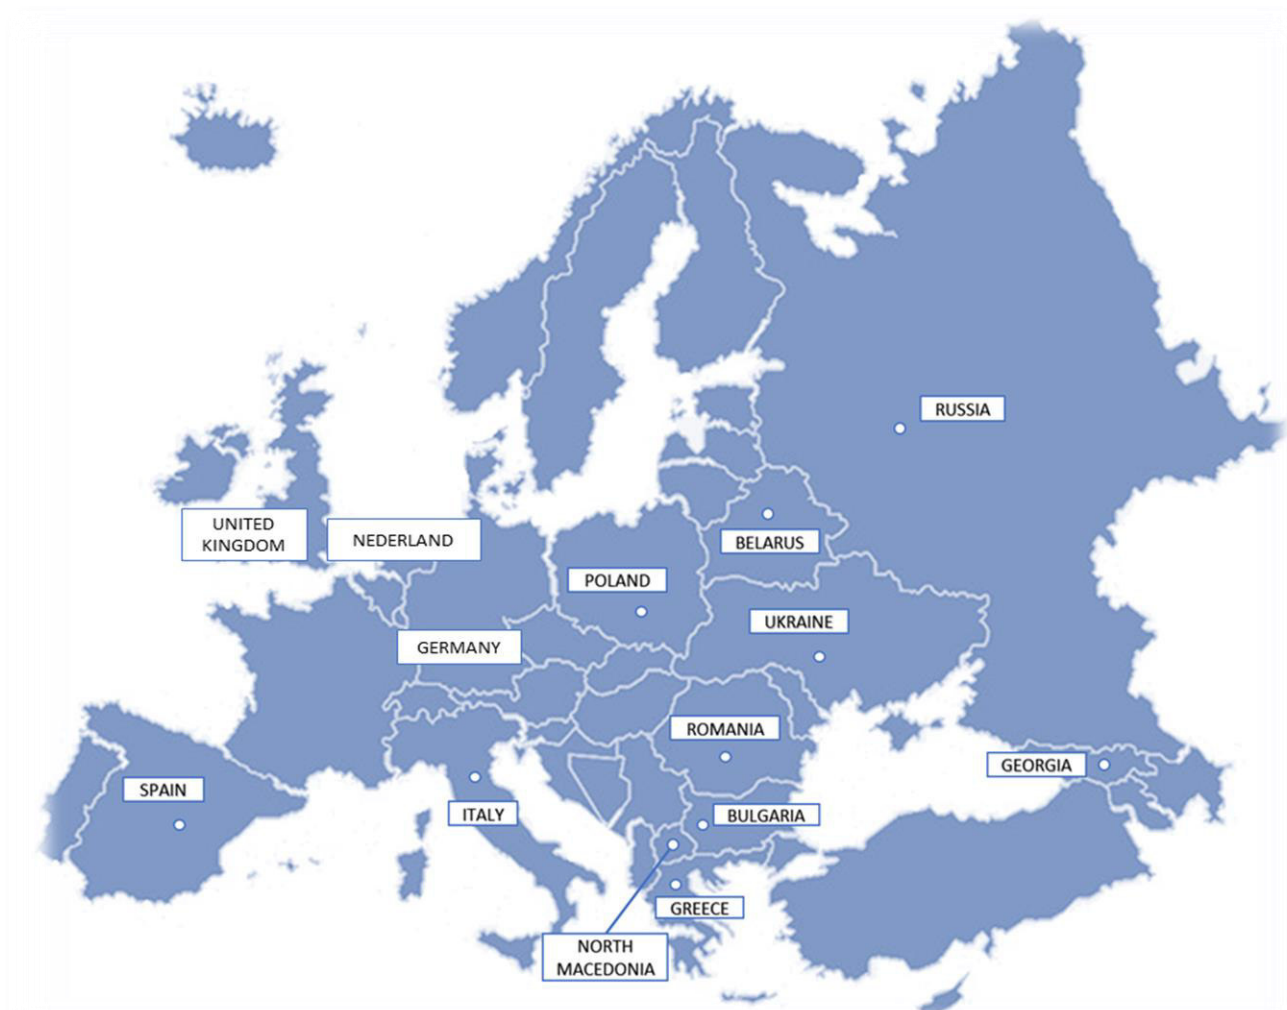 RUSSIA
UNITED
KINGDOM
NEDERLAND
BELARUS
POLAND
UKRAINE
GERMANY
ROMANIA
GEORGIA
SPAIN
ITALY
BULGARIA
GREECE
NORTH
MACEDONIA